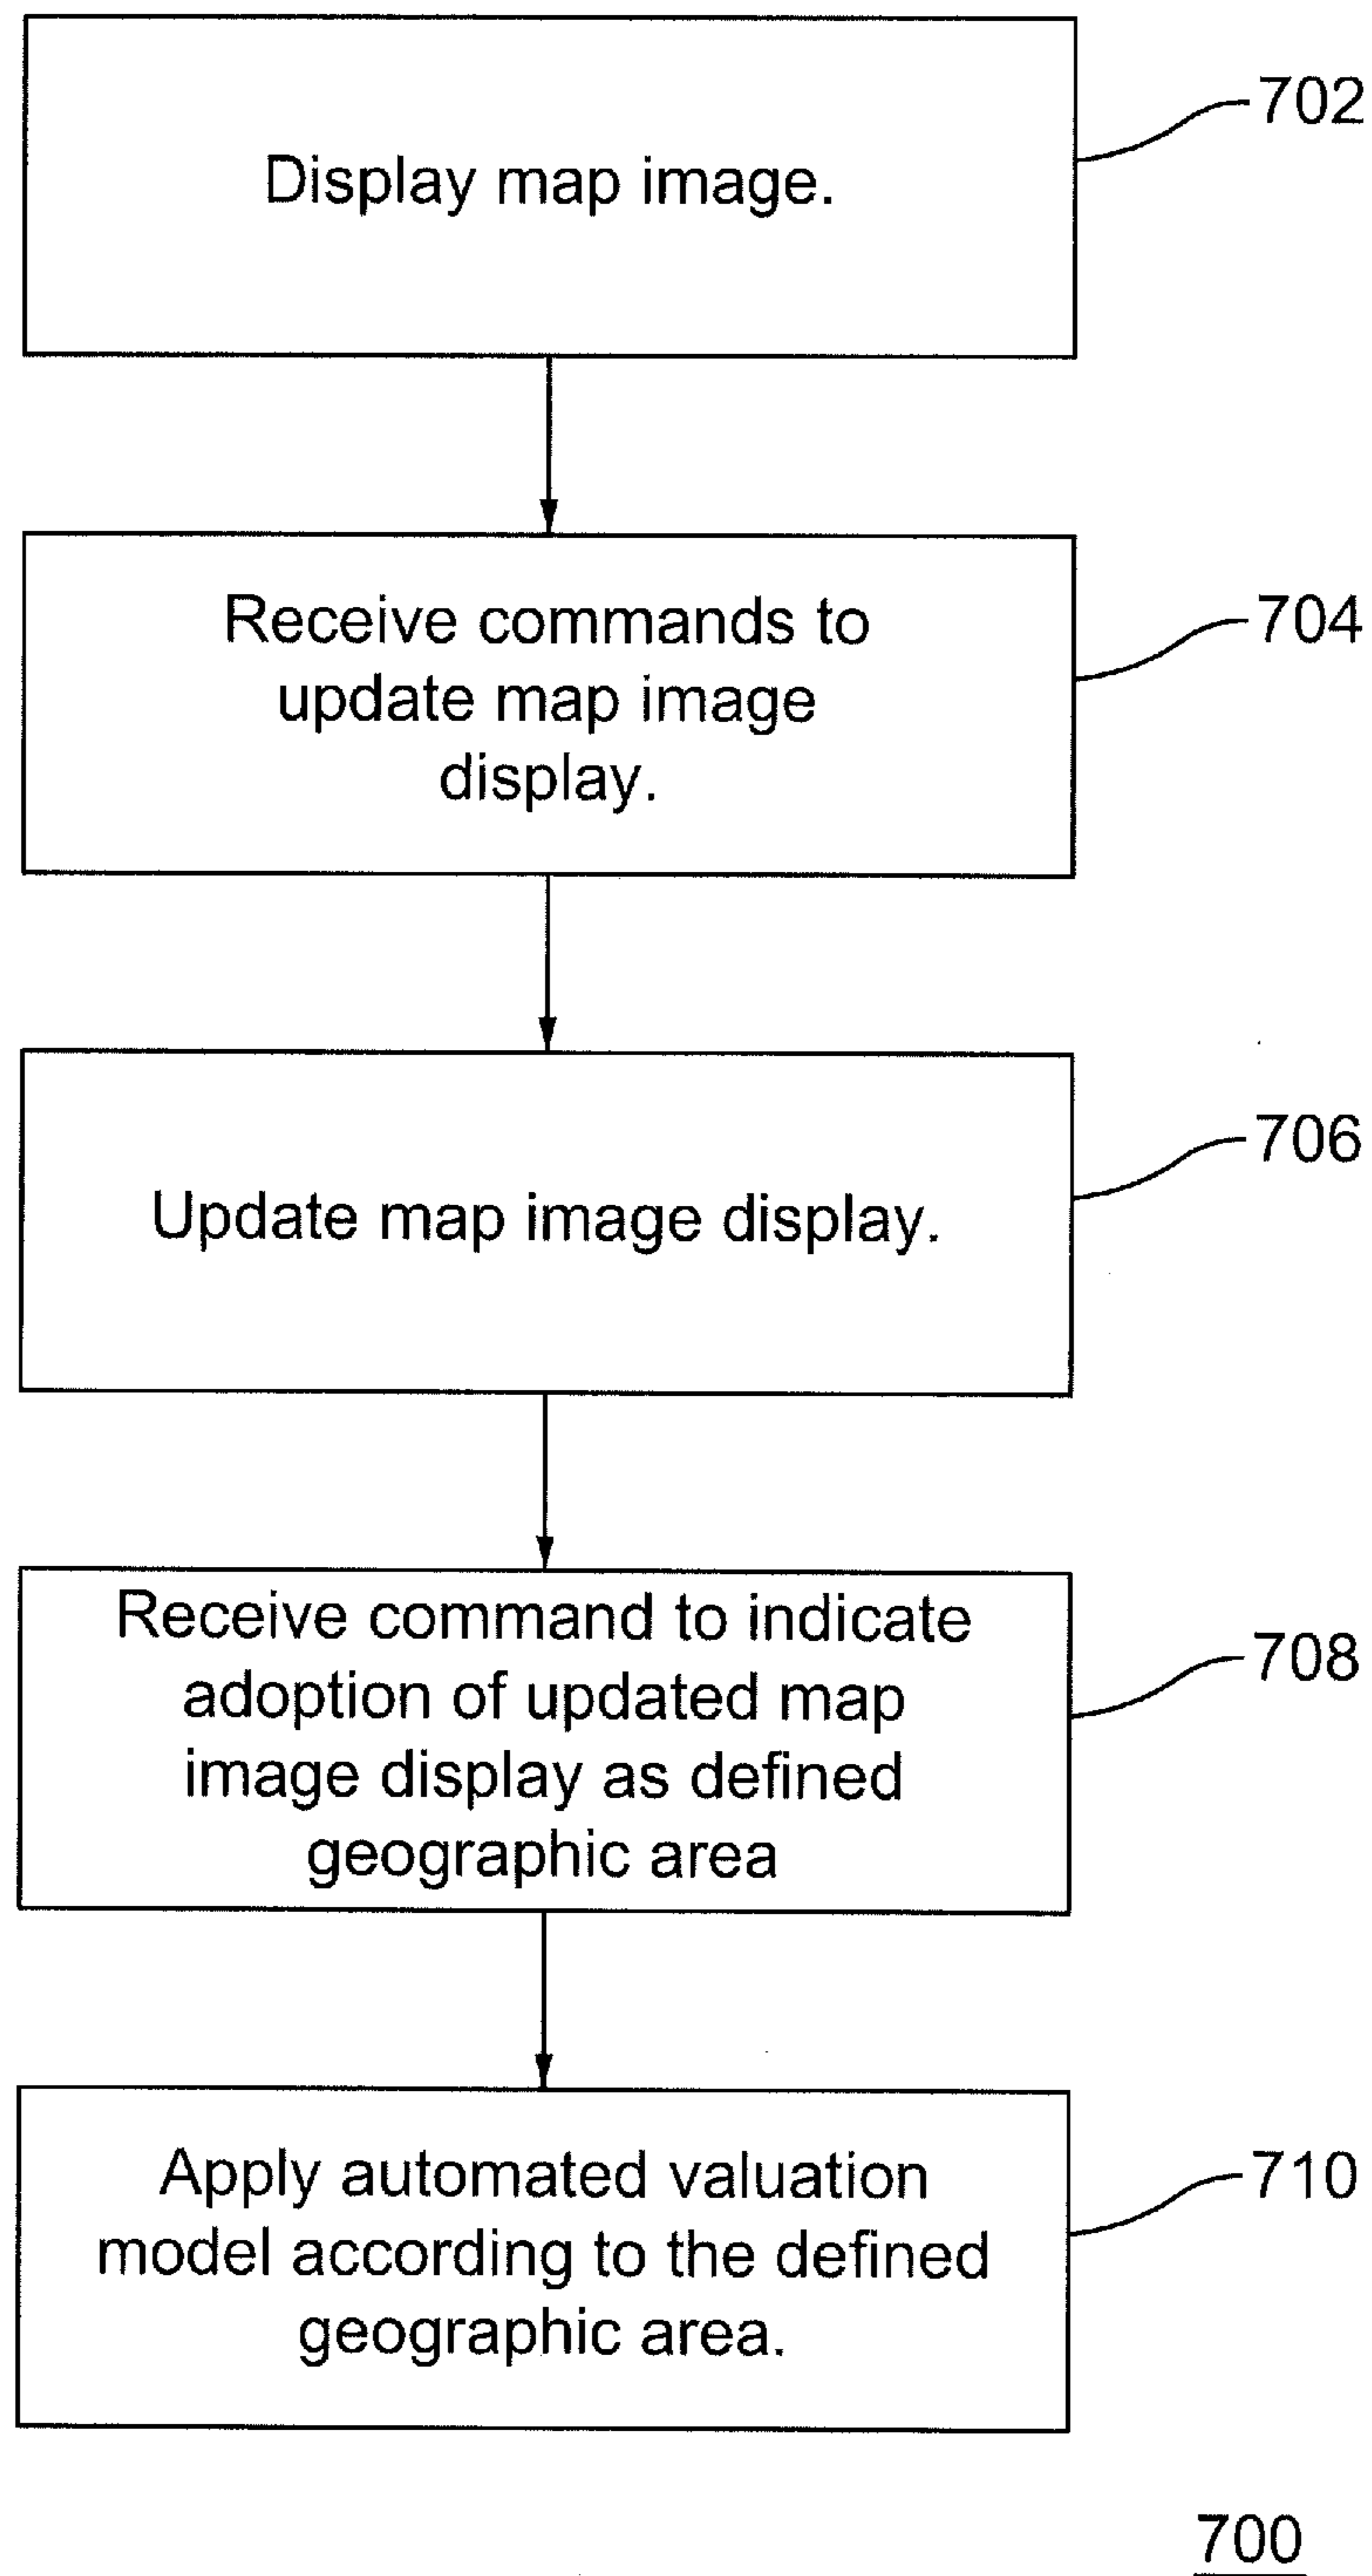 Display map image.
702
Receive commands to
update map image
display.
704
Update map image display.
706
Receive command to indicate
adoption of updated map
image display as defined
geographic area
708
Apply automated valuation
model according to the defined
geographic area.
710
700